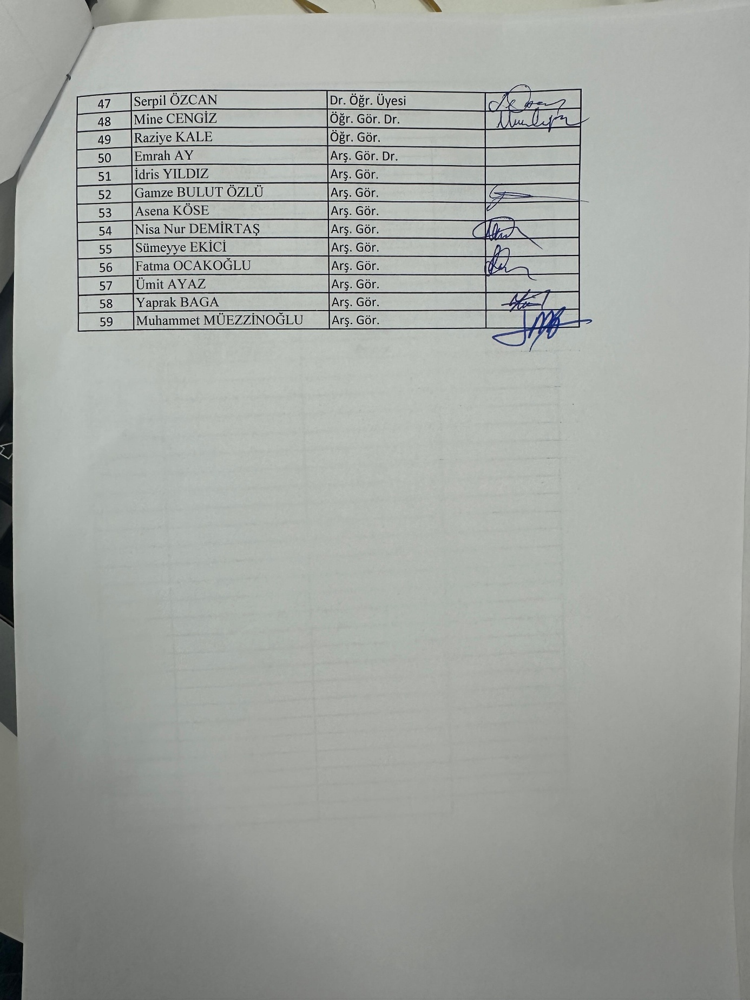 47 Serpil ÖZCAN Dr. Öğr. Üyesi
48 Mine CENGİZ Öğr. Gör. Dr.
49 Raziye KALE Öğr. Gör.
50 Emrah AY Arş. Gör. Dr.
51 İdris YILDIZ Arş. Gör.
52 Gamze BULUT ÖZLÜ Arş. Gör.
53 Asena KÖSE Arş. Gör.
54 Nisa Nur DEMİRTAŞ Arş. Gör.
55 Sümeyye EKİCİ Arş. Gör.
56 Fatma OCAKOĞLU Arş. Gör.
57 Ümit AYAZ Arş. Gör.
58 Yaprak BAGA Arş. Gör.
59 Muhammet MÜEZZİNOĞLU Arş. Gör.